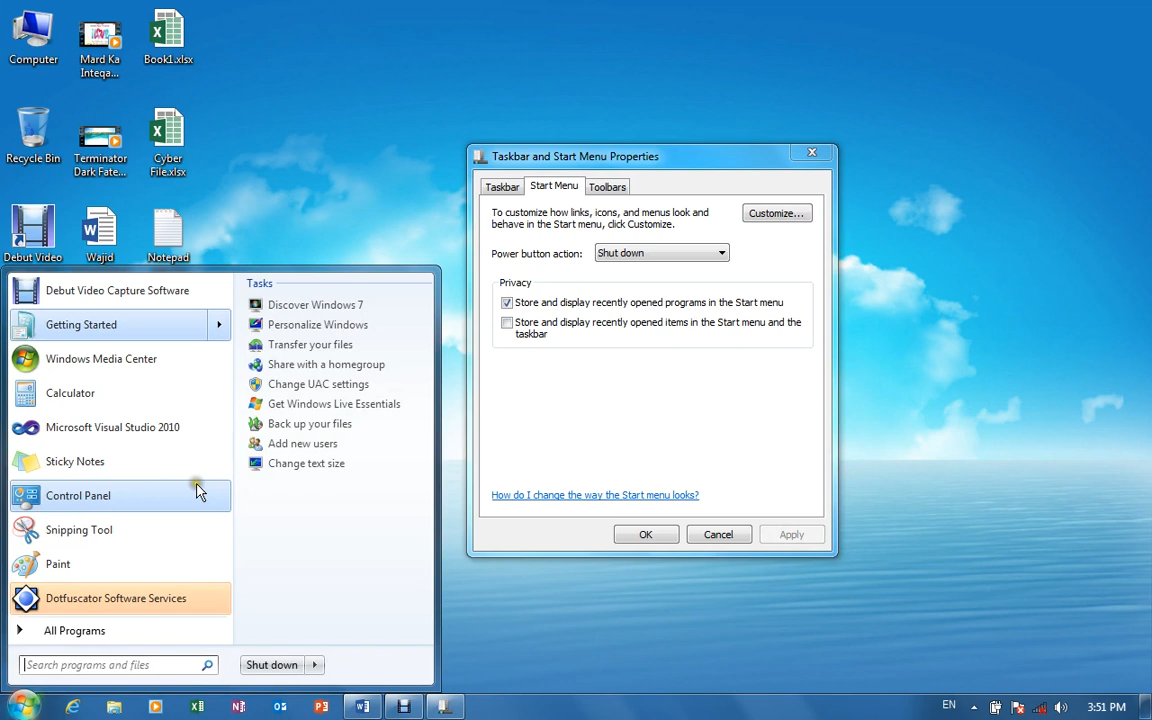 Computer
Mard Ka
Inteqa...
Book1.xlsx
Recycle Bin
Terminator
Dark Fate...
Cyber
File.xlsx
Debut Video
Wajid
Notepad
Debut Video Capture Software
Getting Started
Windows Media Center
Calculator
Microsoft Visual Studio 2010
Sticky Notes
Control Panel
Snipping Tool
Paint
Dotfuscator Software Services
All Programs
Search programs and files
Shut down
Tasks
Discover Windows 7
Personalize Windows
Transfer your files
Share with a homegroup
Change UAC settings
Get Windows Live Essentials
Back up your files
Add new users
Change text size
Taskbar and Start Menu Properties
Taskbar
Start Menu
Toolbars
To customize how links, icons, and menus look and
behave in the Start menu, click Customize.
Customize...
Power button action:
Shut down
Privacy
Store and display recently opened programs in the Start menu
Store and display recently opened items in the Start menu and the
taskbar
How do I change the way the Start menu looks?
OK
Cancel
Apply
EN
3:51 PM